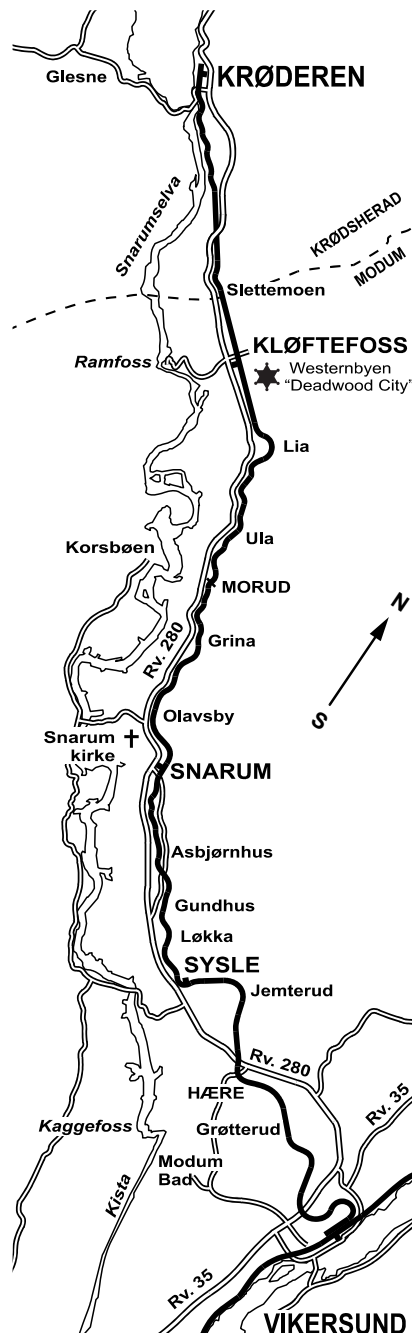 KRØDEREN
Glesne
Snarumselva
KRØDSHERAD
MODUM
Slettemoen
KLØFTEFOSS
Ramfoss
Westernbyen
"Deadwood City"
Lia
Ula
Korsbøen
MORUD
N
Rv. 280
Grina
S
Olavsby
Snarum
kirke
SNARUM
Asbjørnhus
Gundhus
Løkka
SYSLE
Jemterud
Rv. 280
HÆRE
Rv. 35
Kaggefoss
Grøtterud
Modum
Bad
Kista
Rv. 35
VIKERSUND